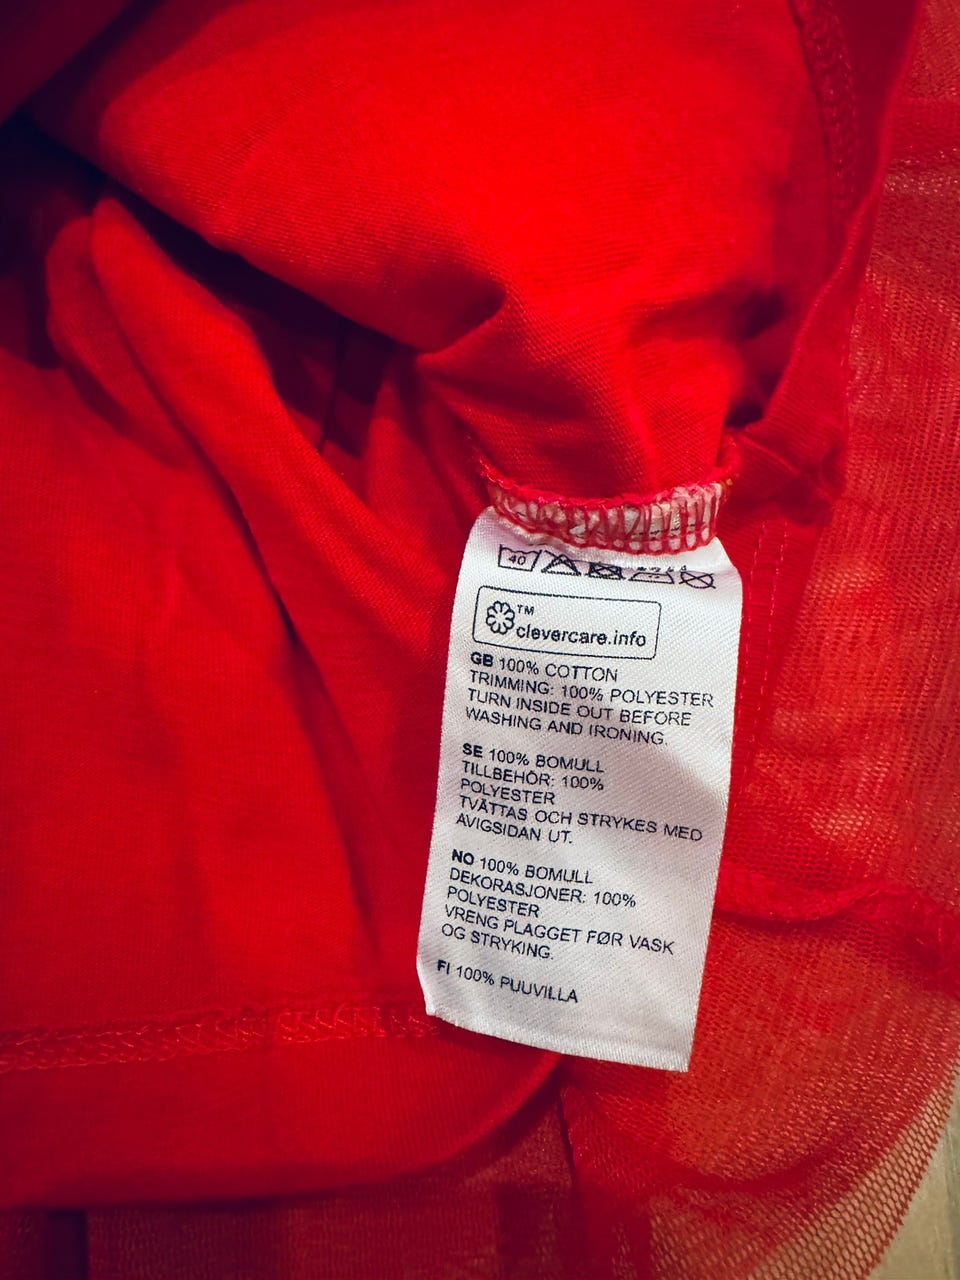 40
TM
clevercare.info
GB 100% COTTON
TRIMMING: 100% POLYESTER
TURN INSIDE OUT BEFORE
WASHING AND IRONING.
SE 100% BOMULL
TILLBEHÖR: 100%
POLYESTER
TVÄTTAS OCH STRYKES MED
AVIGSIDAN UT.
NO 100% BOMULL
DEKORASJONER: 100%
POLYESTER
VRENG PLAGGET FØR VASK
OG STRYKING.
FI 100% PUUVILLA